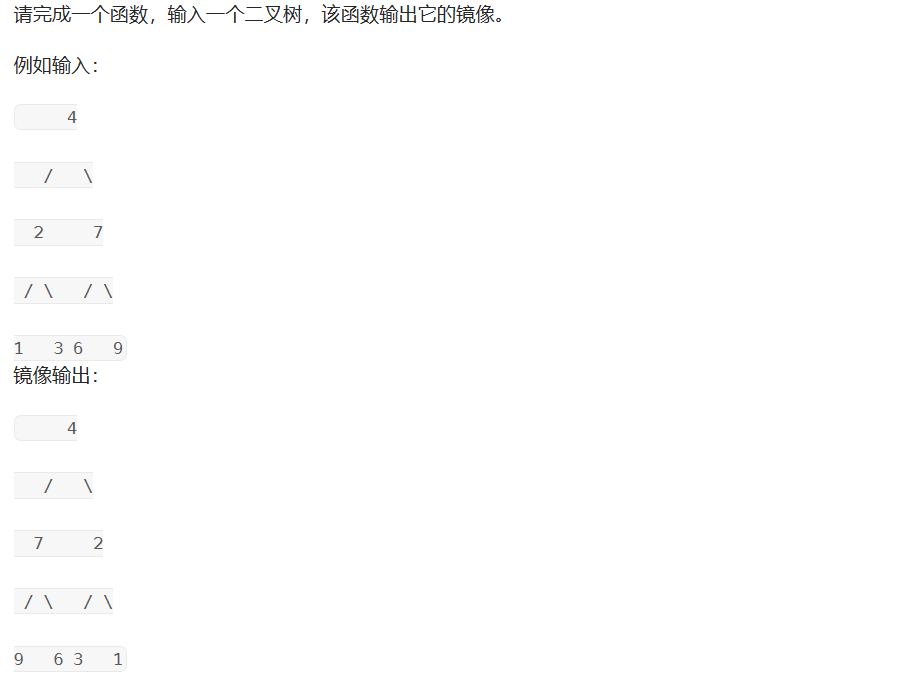 请完成一个函数，输入一个二叉树，该函数输出它的镜像。
例如输入：
     4
   /   \
  2     7
 / \   / \
1   3 6   9
镜像输出：
     4
   /   \
  7     2
 / \   / \
9   6 3   1